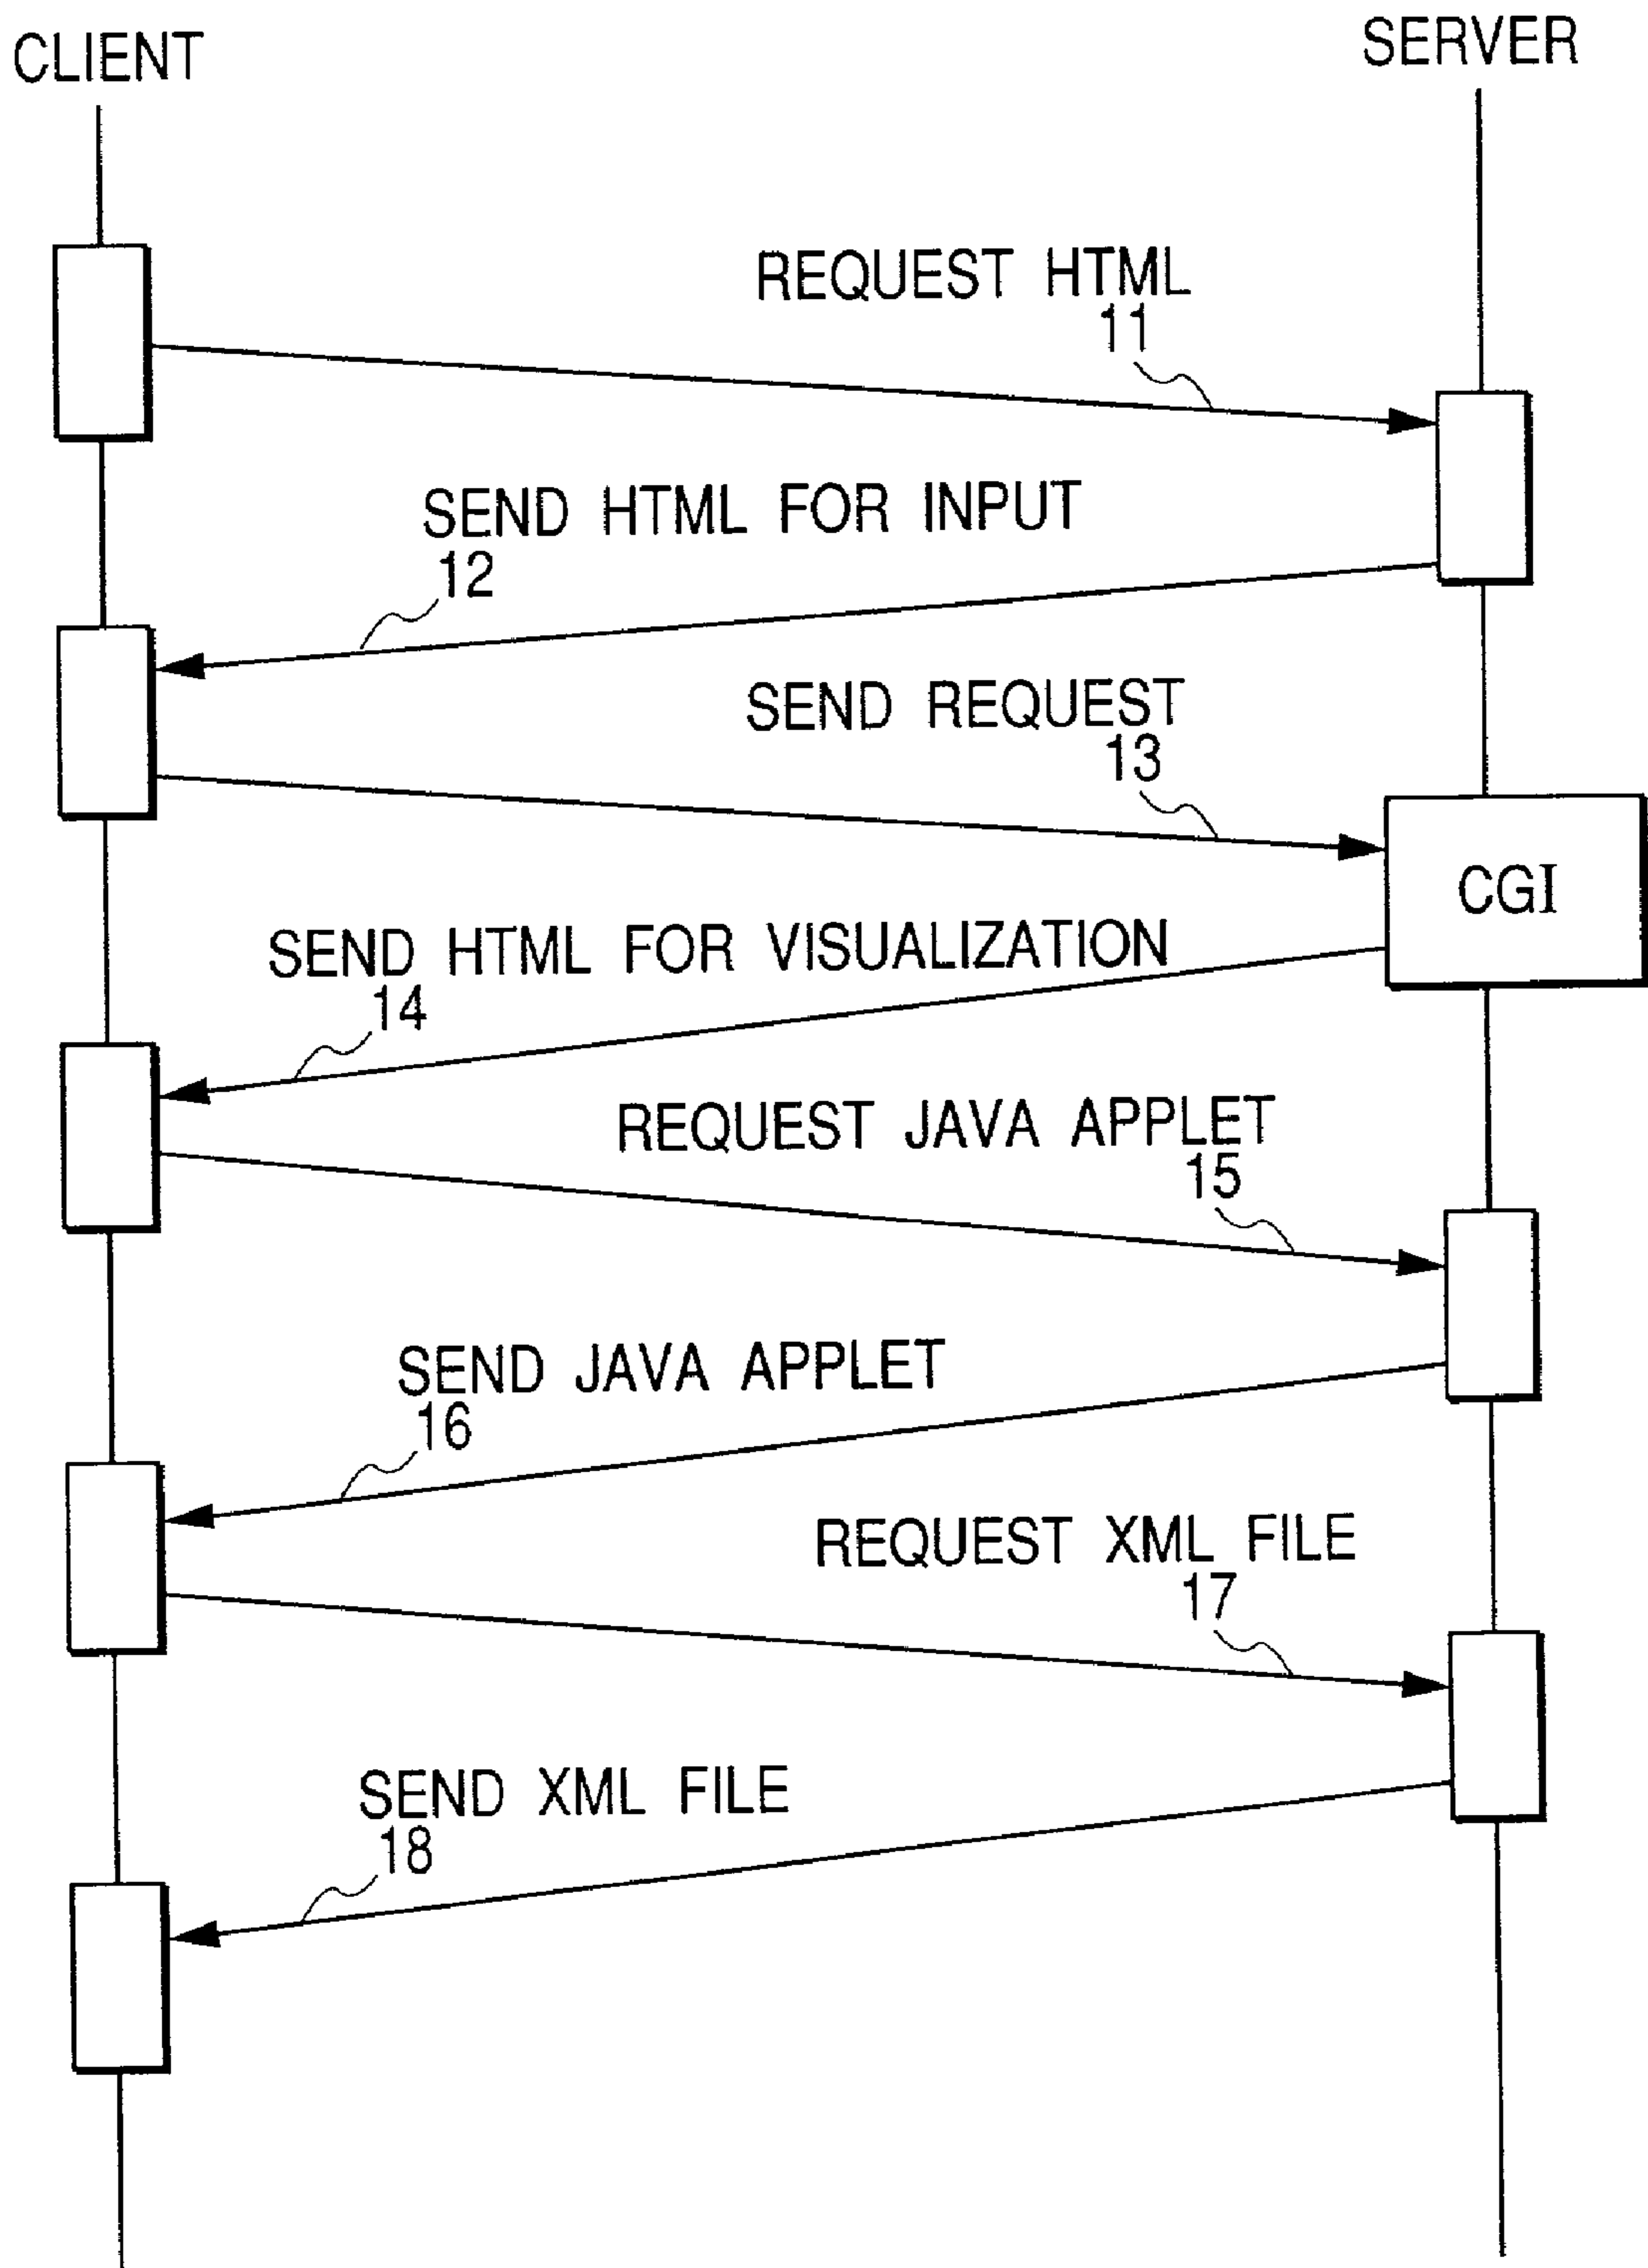 CLIENT
SERVER
REQUEST HTML
11
SEND HTML FOR INPUT
12
SEND REQUEST
13
CGI
SEND HTML FOR VISUALIZATION
14
REQUEST JAVA APPLET
15
SEND JAVA APPLET
16
REQUEST XML FILE
17
SEND XML FILE
18